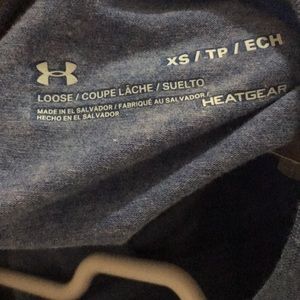 XS / TP / ECH
LOOSE / COUPE LÂCHE / SUELTO
MADE IN EL SALVADOR / FABRIQUÉ AU SALVADOR /
HECHO EN EL SALVADOR
HEATGEAR